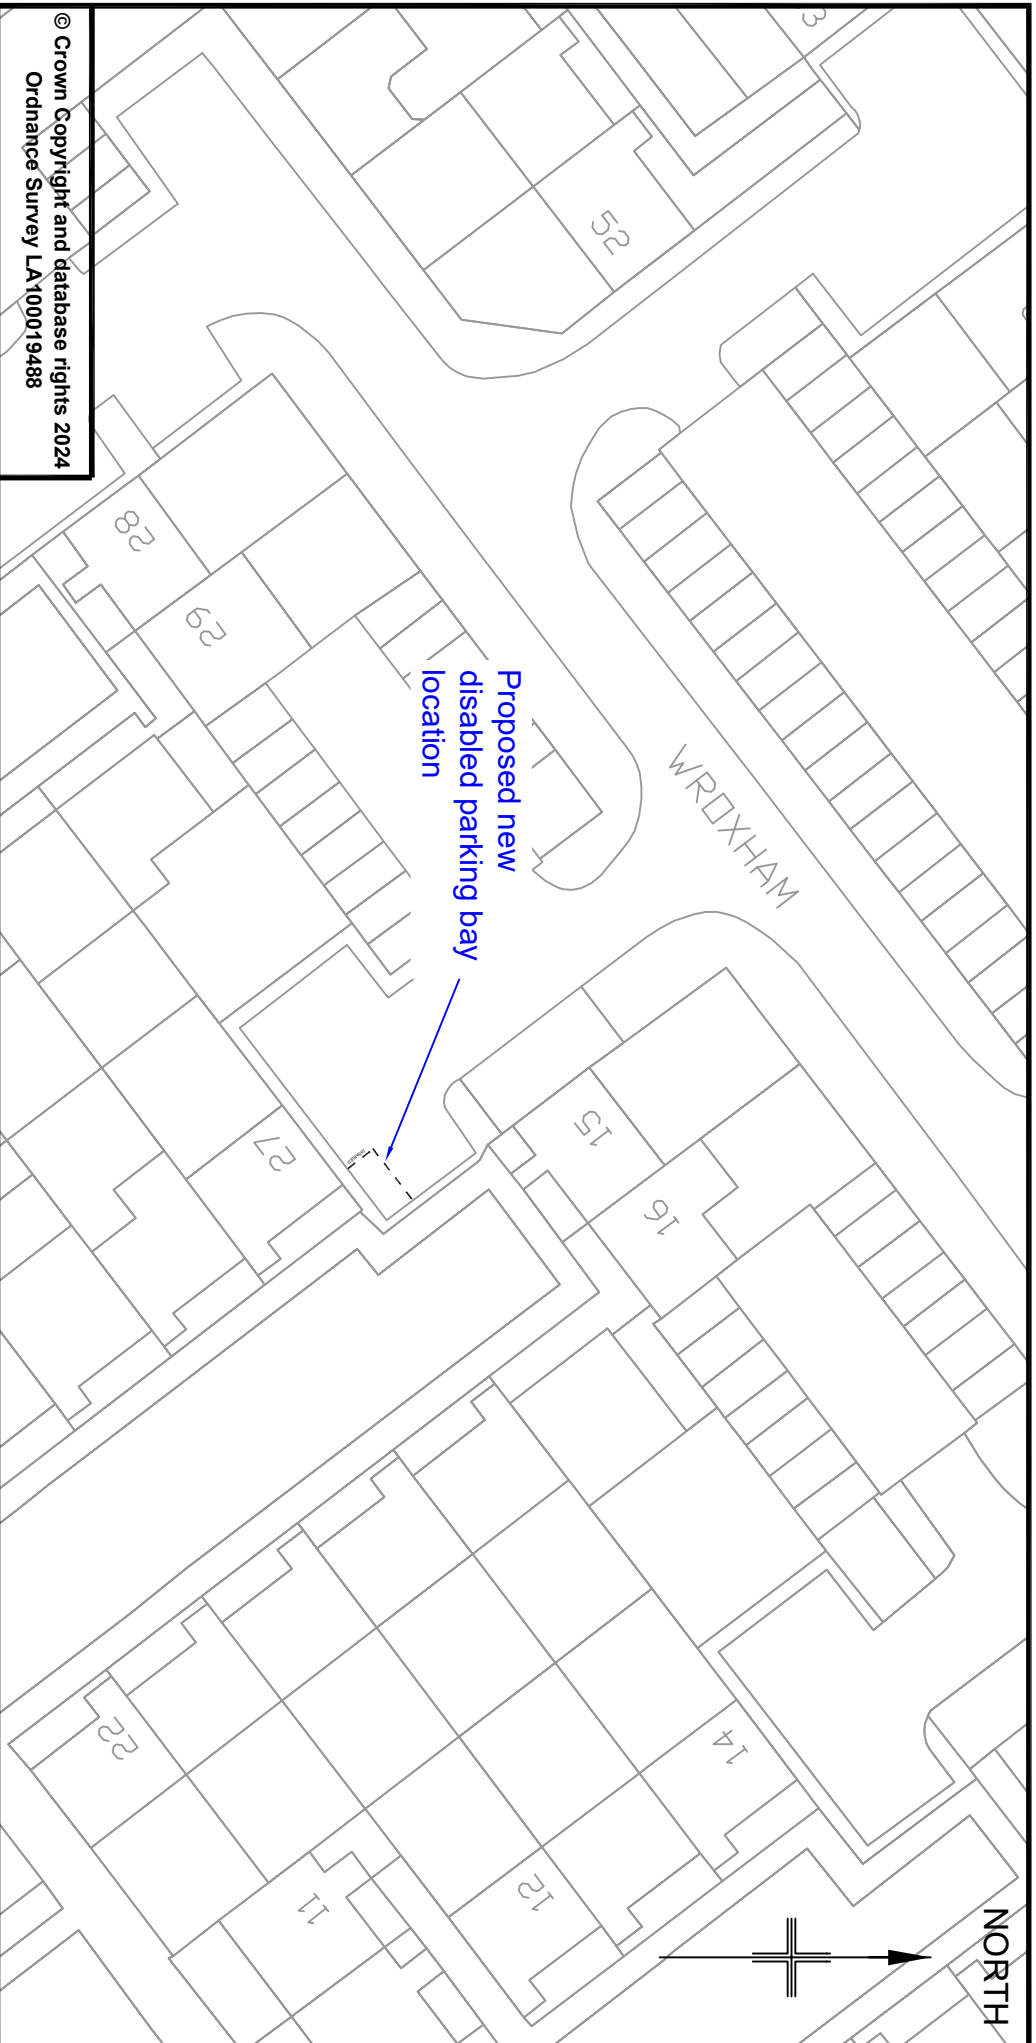 NORTH
3
52
WROXHAM
14
15
16
12
Proposed new
disabled parking bay
location
29
27
11
28
22
© Crown Copyright and database rights 2024
Ordnance Survey LA100019488